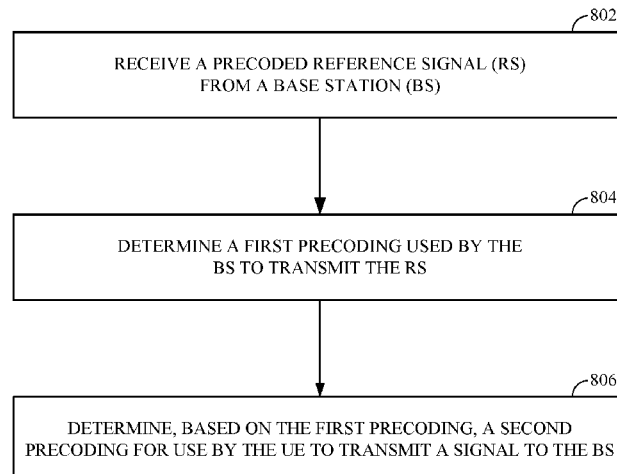 802
RECEIVE A PRECODED REFERENCE SIGNAL (RS)
FROM A BASE STATION (BS)
804
DETERMINE A FIRST PRECODING USED BY THE
BS TO TRANSMIT THE RS
806
DETERMINE, BASED ON THE FIRST PRECODING, A SECOND
PRECODING FOR USE BY THE UE TO TRANSMIT A SIGNAL TO THE BS